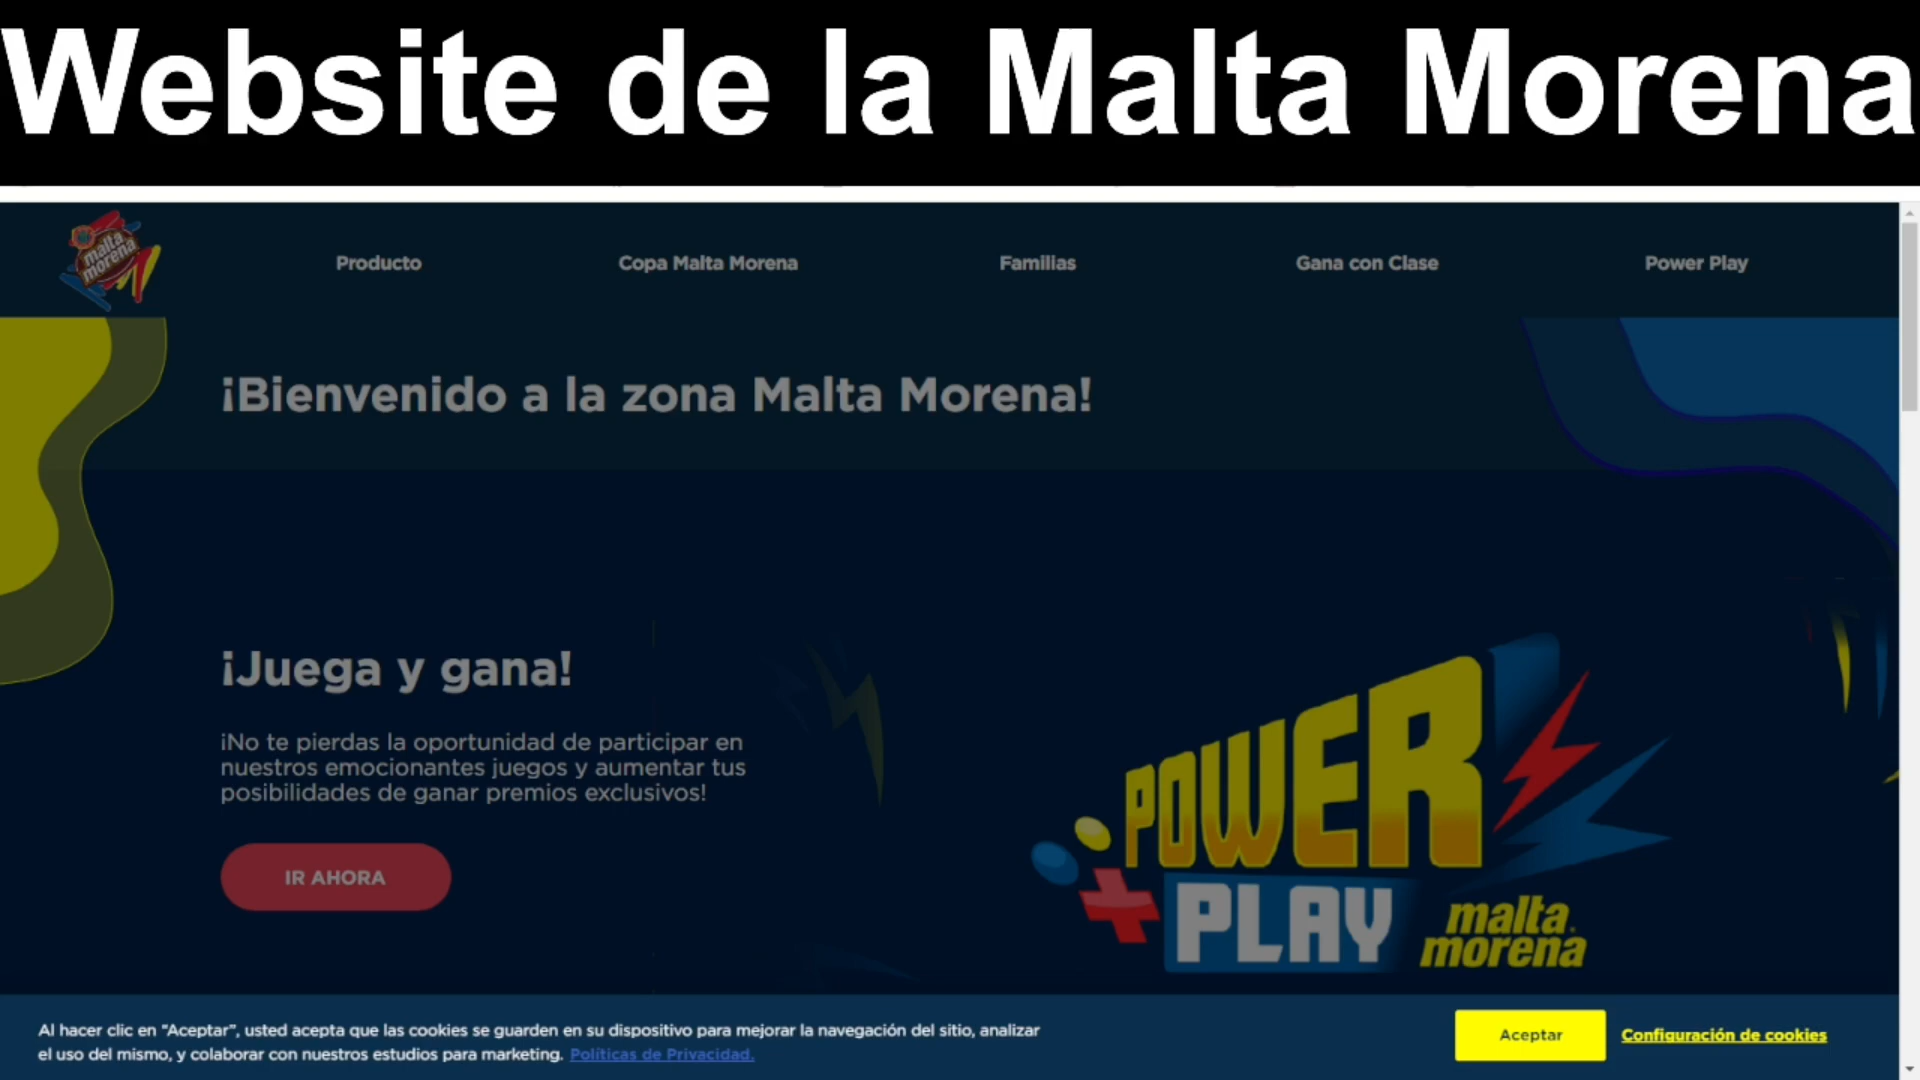 Website de la Malta Morena
malta
morena
Producto
Copa Malta Morena
Familias
Gana con Clase
Power Play
¡Bienvenido a la zona Malta Morena!
¡Juega y gana!
¡No te pierdas la oportunidad de participar en
nuestros emocionantes juegos y aumentar tus
posibilidades de ganar premios exclusivos!
IR AHORA
POWER
+ PLAY
malta
morena
Al hacer clic en "Aceptar", usted acepta que las cookies se guarden en su dispositivo para mejorar la navegación del sitio, analizar
el uso del mismo, y colaborar con nuestros estudios para marketing. Políticas de Privacidad.
Aceptar
Configuración de cookies